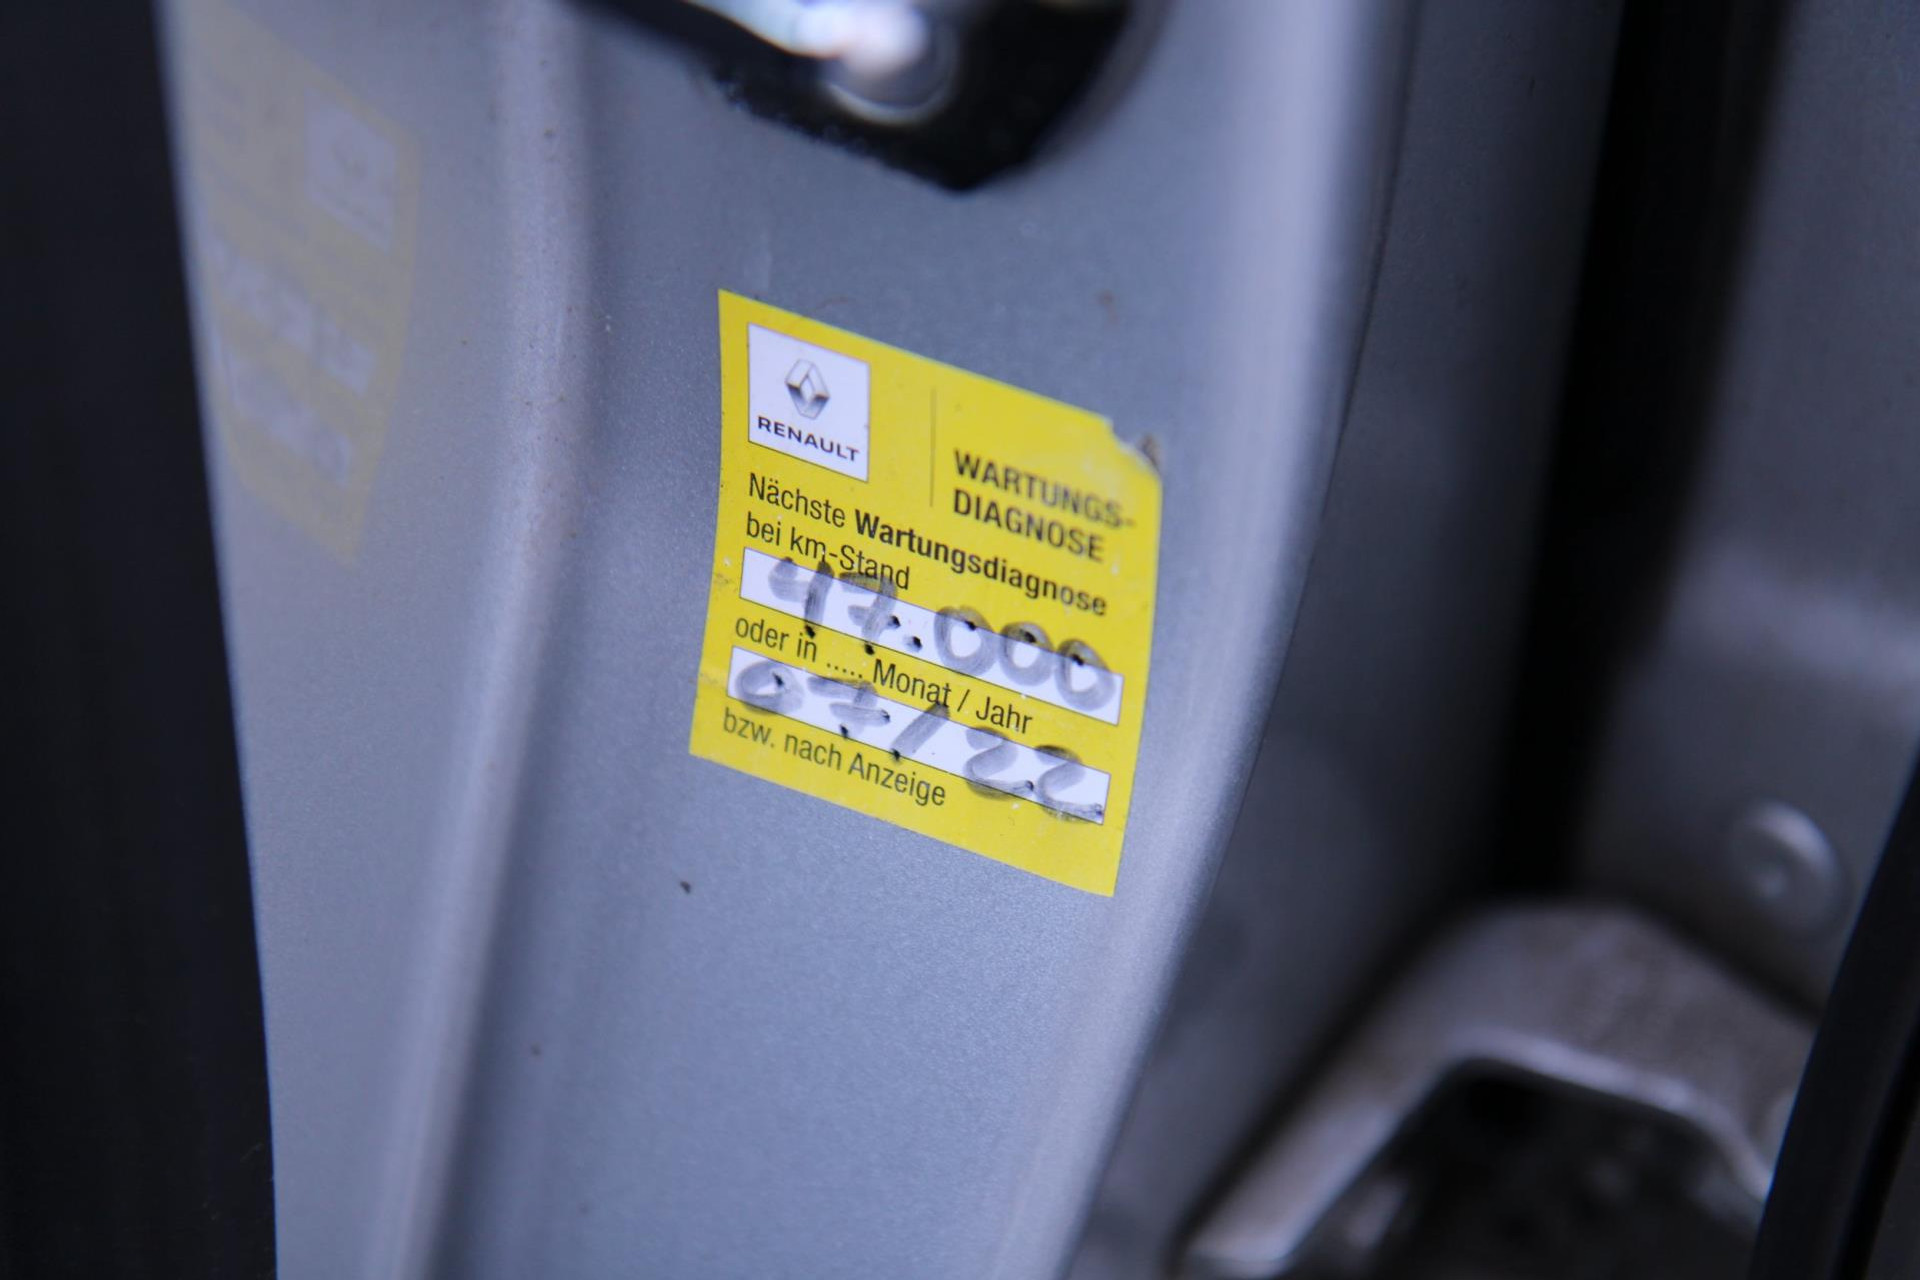 RENAULT
WARTUNGS-
DIAGNOSE
Nächste Wartungsdiagnose
bei km-Stand
47.000
oder in ..... Monat / Jahr
07/22
bzw. nach Anzeige